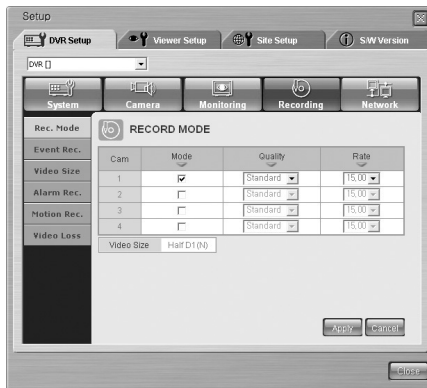 Setup
DVR Setup Viewer Setup Site Setup S/W Version
DVR []
System Camera Monitoring Recording Network
Rec. Mode
Event Rec.
Video Size
Alarm Rec.
Motion Rec.
Video Loss
RECORD MODE
Cam Mode Quality Rate
1 Standard 15,00
2 Standard 15,00
3 Standard 15,00
4 Standard 15,00
Video Size Half D1(N)
Apply Cancel
Close